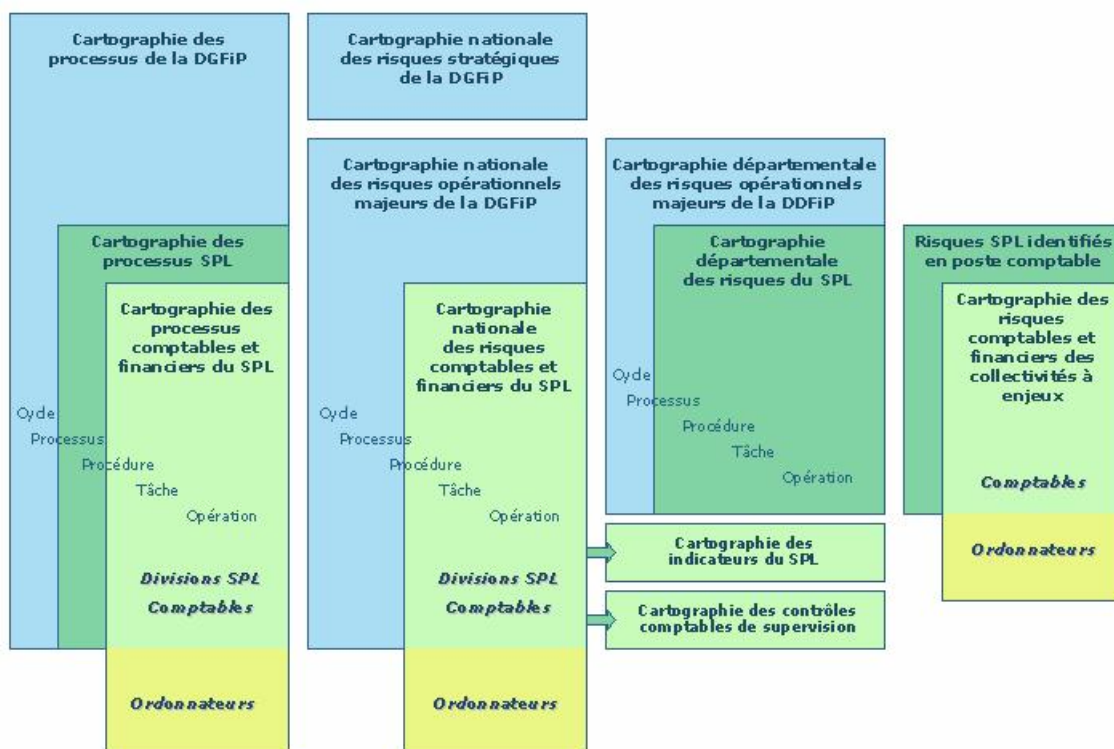 Cartographie des
processus de la DGFiP
Cartographie nationale
des risques stratégiques
de la DGFiP
Cartographie nationale
des risques opérationnels
majeurs de la DGFiP
Cartographie départementale
des risques opérationnels
majeurs de la DDFiP
Cartographie des
processus SPL
Cartographie
départementale
des risques du SPL
Risques SPL identifiés
en poste comptable
Cartographie des
processus
comptables et
financiers du SPL
Cartographie
nationale
des risques
comptables et
financiers du SPL
Cartographie des
risques
comptables et
financiers des
collectivités à
enjeux
Cycle
Processus
Procédure
Tâche
Opération
Cycle
Processus
Procédure
Tâche
Opération
Cycle
Processus
Procédure
Tâche
Opération
Comptables
Ordonnateurs
Divisions SPL
Comptables
Ordonnateurs
Divisions SPL
Comptables
Ordonnateurs
Cartographie des
indicateurs du SPL
Cartographie des contrôles
comptables de supervision